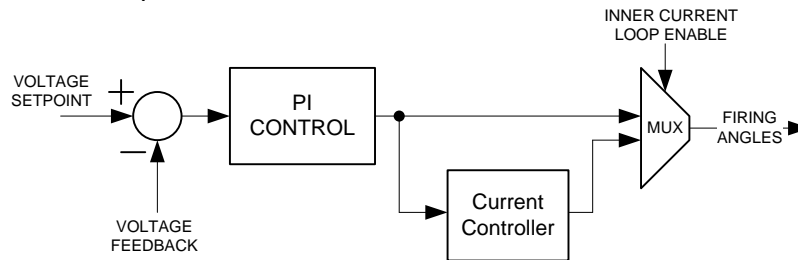 INNER CURRENT
LOOP ENABLE
VOLTAGE
SETPOINT
+
−
PI
CONTROL
MUX
FIRING
ANGLES
Current
Controller
VOLTAGE
FEEDBACK